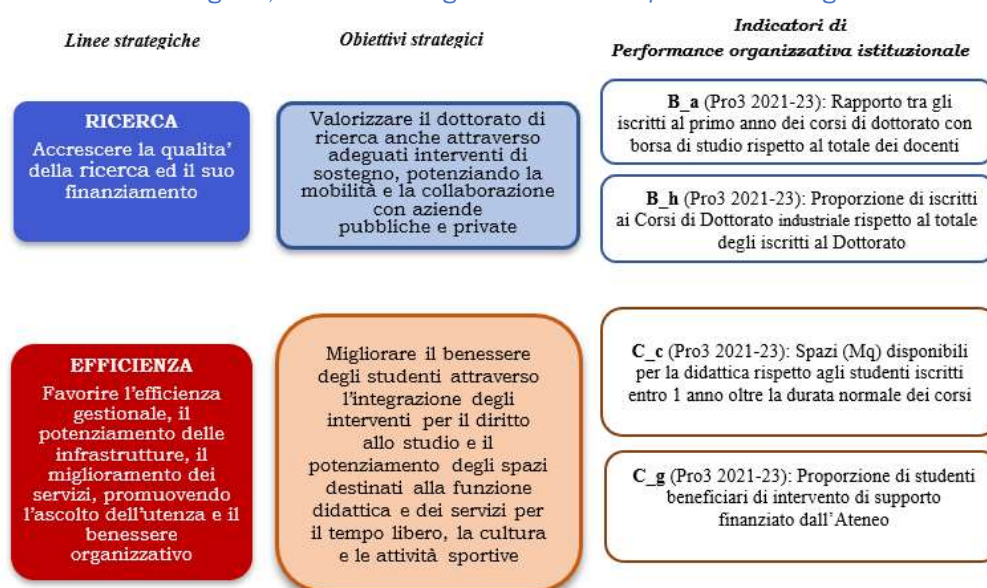 Linee strategiche
Obiettivi strategici
Indicatori di
Performance organizzativa istituzionale
RICERCA
Accrescere la qualita'
della ricerca ed il suo
finanziamento
Valorizzare il dottorato di
ricerca anche attraverso
adeguati interventi di
sostegno, potenziando la
mobilità e la collaborazione
con aziende
pubbliche e private
B_a (Pro3 2021-23): Rapporto tra gli
iscritti al primo anno dei corsi di dottorato con
borsa di studio rispetto al totale dei docenti
B_h (Pro3 2021-23): Proporzione di iscritti
ai Corsi di Dottorato industriale rispetto al totale
degli iscritti al Dottorato
EFFICIENZA
Favorire l'efficienza
gestionale, il
potenziamento delle
infrastrutture, il
miglioramento dei
servizi, promuovendo
l'ascolto dell'utenza e il
benessere
organizzativo
Migliorare il benessere
degli studenti attraverso
l'integrazione degli
interventi per il diritto
allo studio e il
potenziamento degli spazi
destinati alla funzione
didattica e dei servizi per
il tempo libero, la cultura
e le attività sportive
C_c (Pro3 2021-23): Spazi (Mq) disponibili
per la didattica rispetto agli studenti iscritti
entro 1 anno oltre la durata normale dei corsi
C_g (Pro3 2021-23): Proporzione di studenti
beneficiari di intervento di supporto
finanziato dall'Ateneo